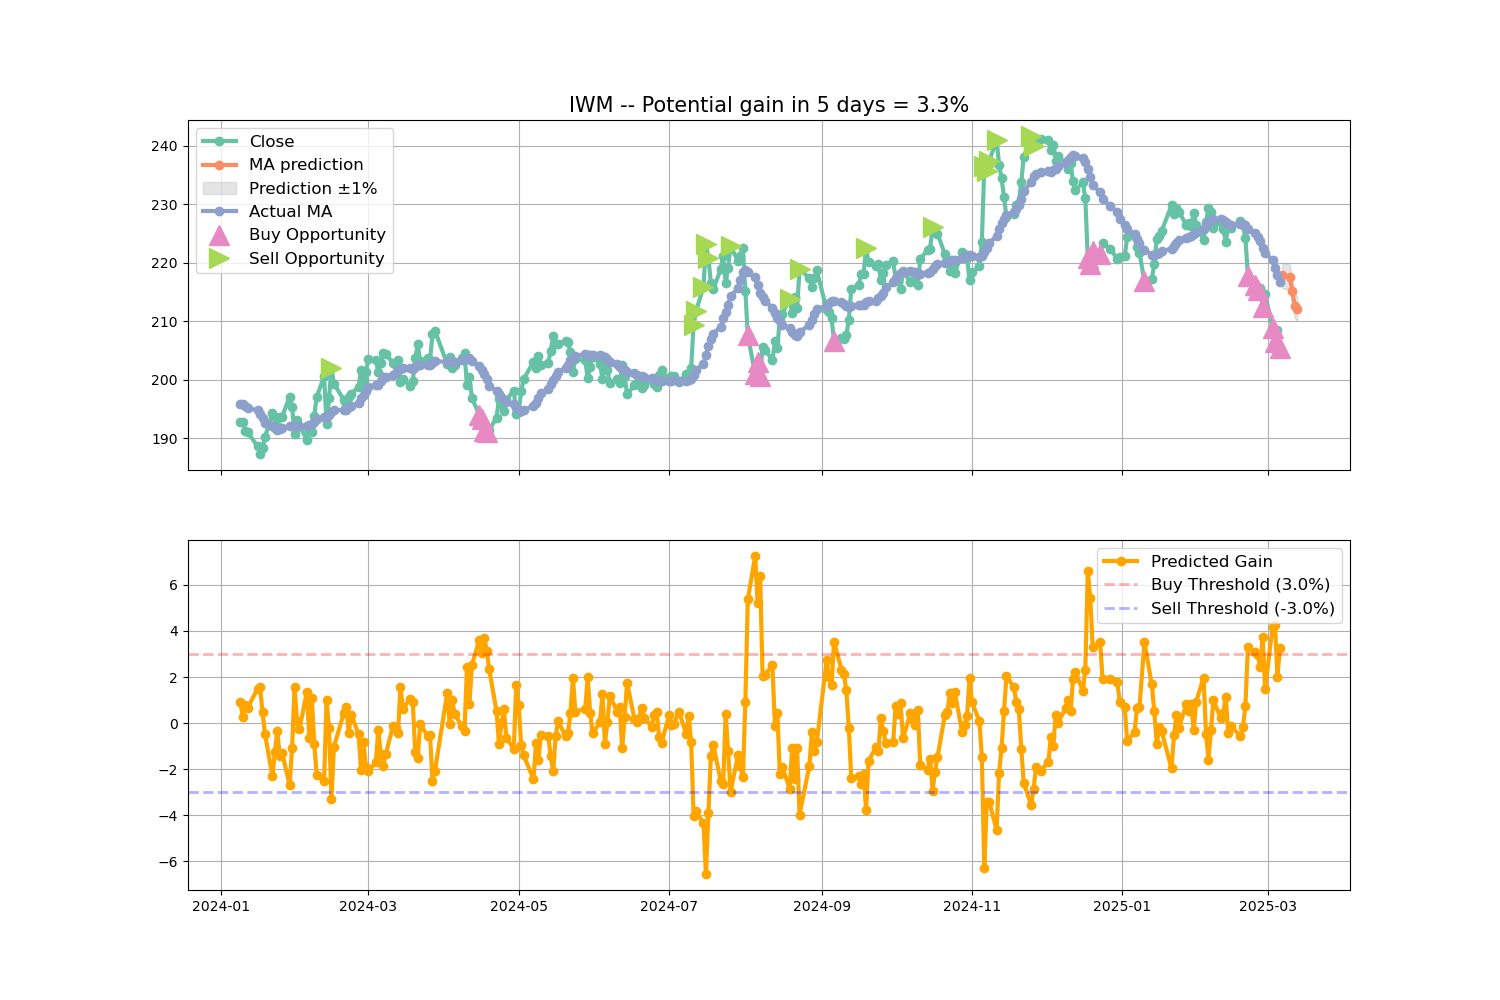 IWM -- Potential gain in 5 days = 3.3%
Close
MA prediction
Prediction ±1%
Actual MA
Buy Opportunity
Sell Opportunity
240
230
220
210
200
190
Predicted Gain
Buy Threshold (3.0%)
Sell Threshold (-3.0%)
6
4
2
0
−2
−4
−6
2024-01 2024-03 2024-05 2024-07 2024-09 2024-11 2025-01 2025-03